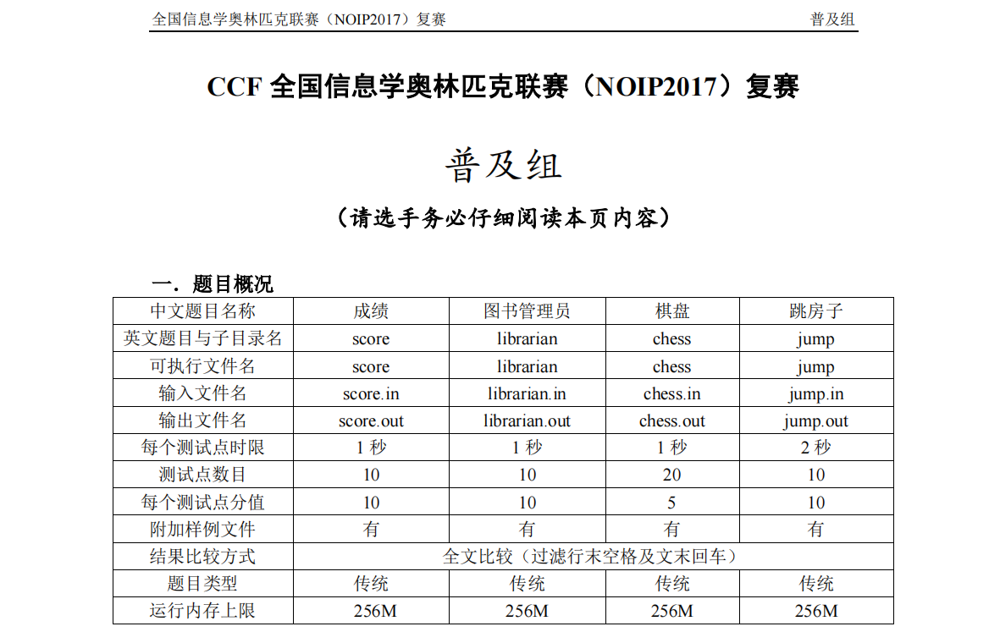 全国信息学奥林匹克联赛（NOIP2017）复赛 普及组
CCF 全国信息学奥林匹克联赛（NOIP2017）复赛
普及组
（请选手务必仔细阅读本页内容）
一．题目概况
中文题目名称 成绩 图书管理员 棋盘 跳房子
英文题目与子目录名 score librarian chess jump
可执行文件名 score librarian chess jump
输入文件名 score.in librarian.in chess.in jump.in
输出文件名 score.out librarian.out chess.out jump.out
每个测试点时限 1 秒 1 秒 1 秒 2 秒
测试点数目 10 10 20 10
每个测试点分值 10 10 5 10
附加样例文件 有 有 有 有
结果比较方式 全文比较（过滤行末空格及文末回车）
题目类型 传统 传统 传统 传统
运行内存上限 256M 256M 256M 256M